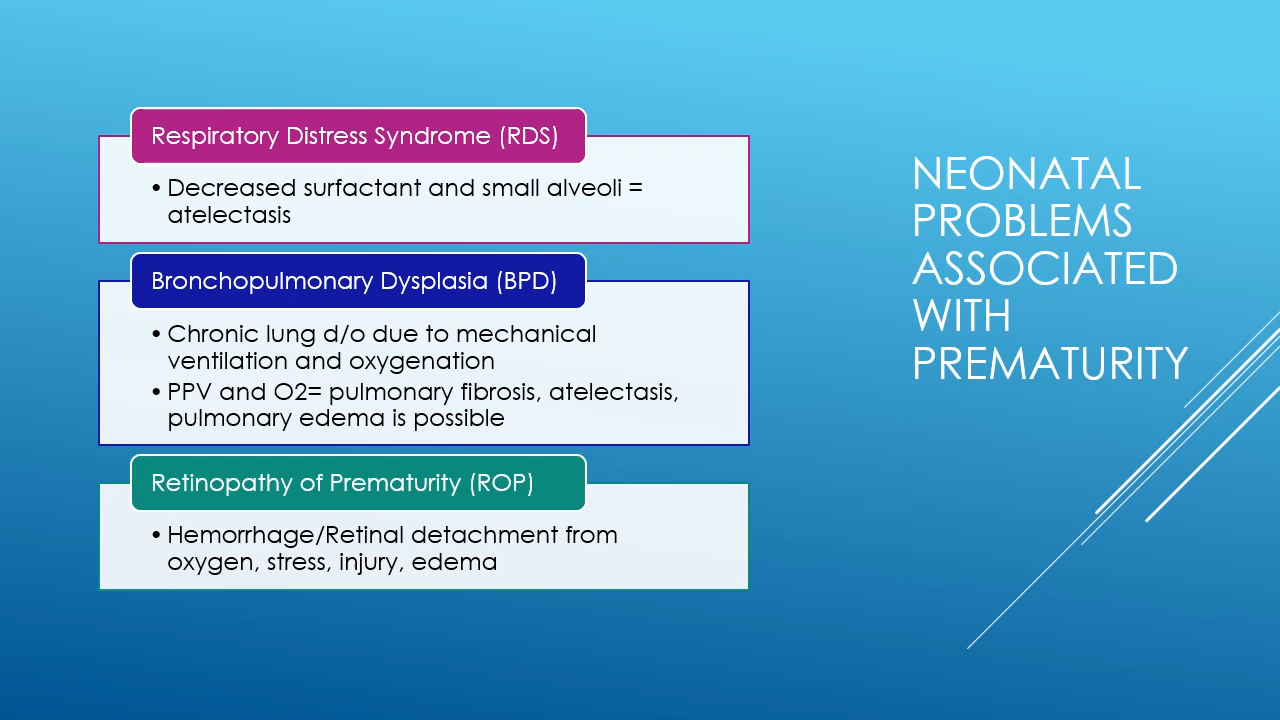 NEONATAL
PROBLEMS
ASSOCIATED
WITH
PREMATURITY
Respiratory Distress Syndrome (RDS)
• Decreased surfactant and small alveoli =
atelectasis
Bronchopulmonary Dysplasia (BPD)
• Chronic lung d/o due to mechanical
ventilation and oxygenation
• PPV and O2= pulmonary fibrosis, atelectasis,
pulmonary edema is possible
Retinopathy of Prematurity (ROP)
• Hemorrhage/Retinal detachment from
oxygen, stress, injury, edema